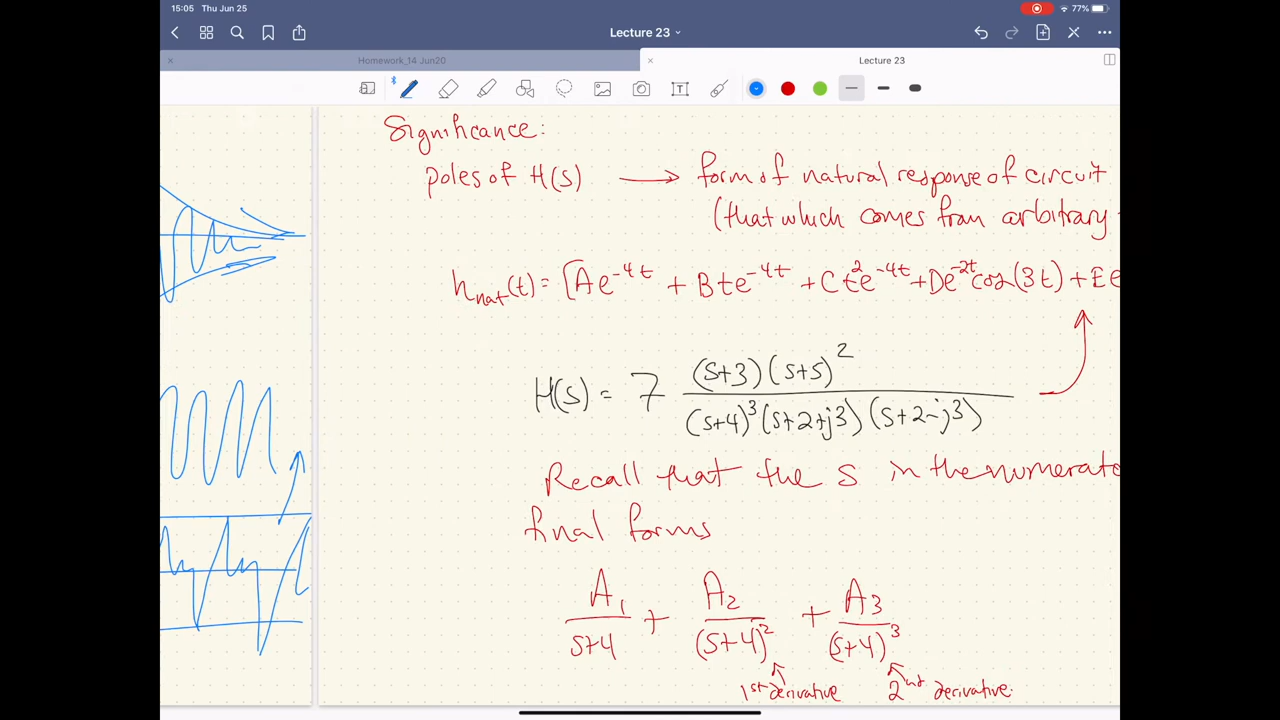 15:05 Thu Jun 25
77%
Lecture 23
Homework_14 Jun20
Lecture 23
T
Significance:
poles of H(s) → form of natural response of circuit
(that which comes from arbitrary
h_nat(t) = [Ae^-4t + Bte^-4t + Ct^2e^-4t + De^-2t cos(3t) + Ee
H(s) = 7 (s+3)(s+5)^2 / (s+4)^3(s+2+j3)(s+2-j3)
Recall that the s in the numerato
final forms
A₁/(s+4) + A₂/(s+4)^2 + A₃/(s+4)^3
1st derivative 2nd derivative